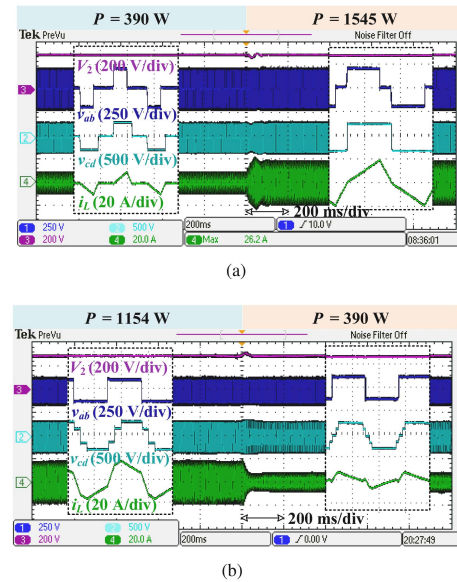 P = 390 W
P = 1545 W
Tek PreVu
Noise Filter Off
V2 (200 V/div)
3
vab (250 V/div)
2
vcd (500 V/div)
4
iL (20 A/div)
200 ms/div
1 250 V
2 500 V
3 200 V
4 20.0 A
200ms
4 Max 26.2 A
1 10.0 V
08:36:01
(a)
P = 1154 W
P = 390 W
Tek PreVu
Noise Filter Off
V2 (200 V/div)
3
vab (250 V/div)
2
vcd (500 V/div)
4
iL (20 A/div)
200 ms/div
1 250 V
2 500 V
3 200 V
4 20.0 A
200ms
1 0.00 V
20:27:49
(b)